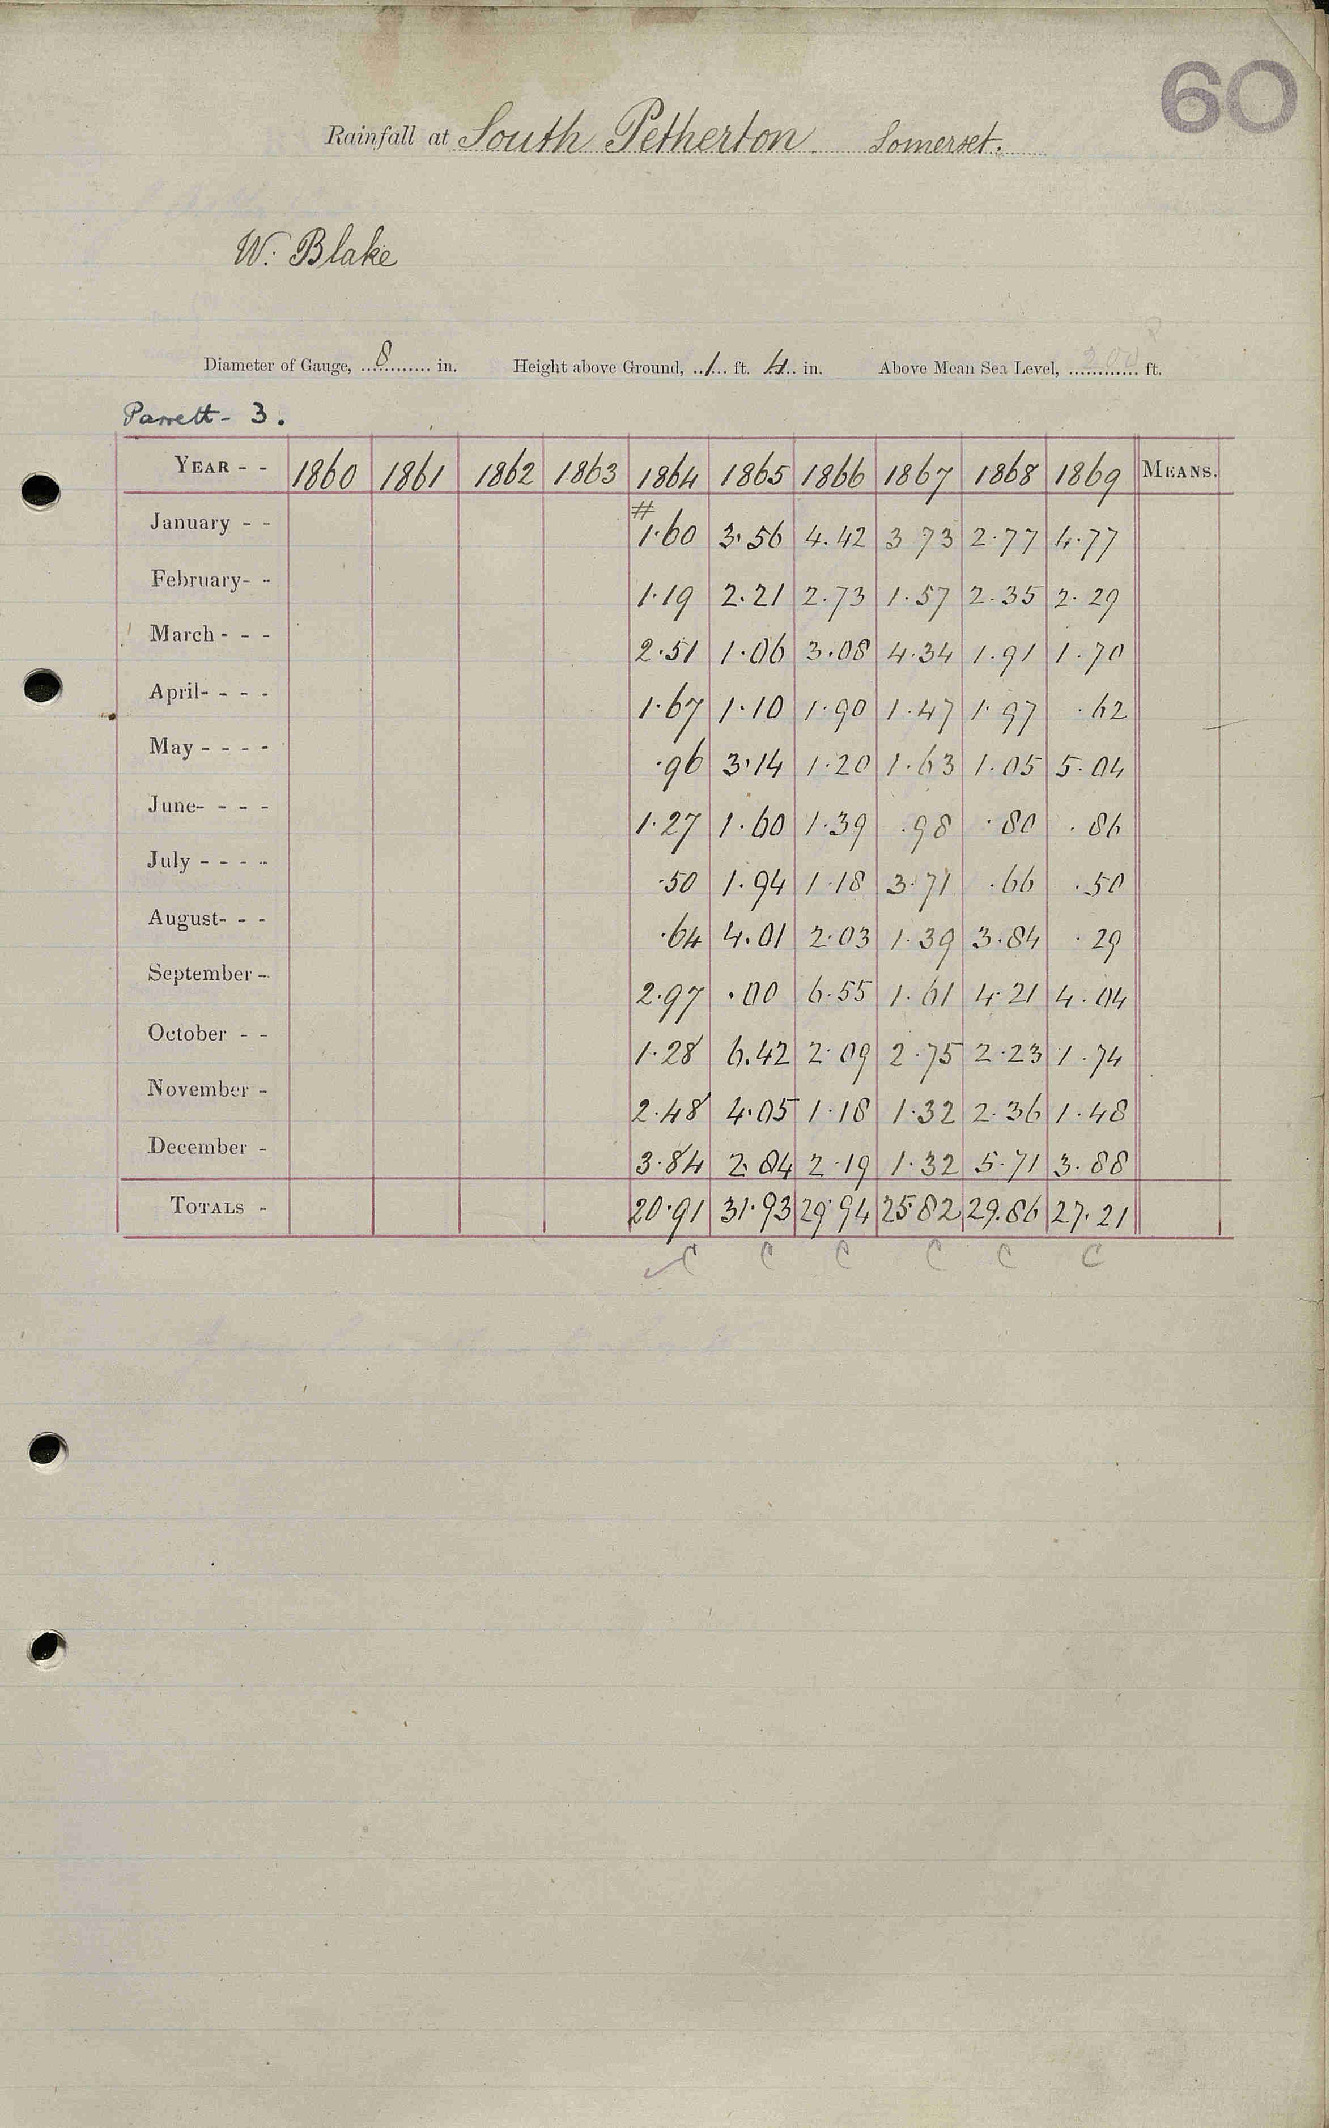 60
Rainfall at South Petherton. Somerset.
W. Blake
Diameter of Gauge, 8 in. Height above Ground, 1 ft. 4 in. Above Mean Sea Level, 200 ft.
Parrett - 3.
YEAR - - 1860 1861 1862 1863 1864 1865 1866 1867 1868 1869 MEANS.
#
January - - 1.60 3.56 4.42 3 73 2.77 4.77
February- - 1.19 2.21 2.73 1.57 2.35 2.29
March - - - 2.51 1.06 3.08 4.34 1.91 1.70
April- - - - 1.67 1.10 1.90 1.47 1.97 .62
May - - - - .96 3.14 1.20 1.63 1.05 5.04
June- - - - 1.27 1.60 1.39 .98 .80 .86
July - - - - .50 1.94 1.18 3.71 .66 .50
August- - - .64 4.01 2.03 1.39 3.84 .29
September - 2.97 .00 6.55 1.61 4.21 4.04
October - - 1.28 6.42 2.09 2.75 2.23 1.74
November - 2.48 4.05 1.18 1.32 2.36 1.48
December - 3.84 2.84 2.19 1.32 5.71 3.88
TOTALS - 20.91 31.93 29.94 25.82 29.86 27.21
C C C C C C